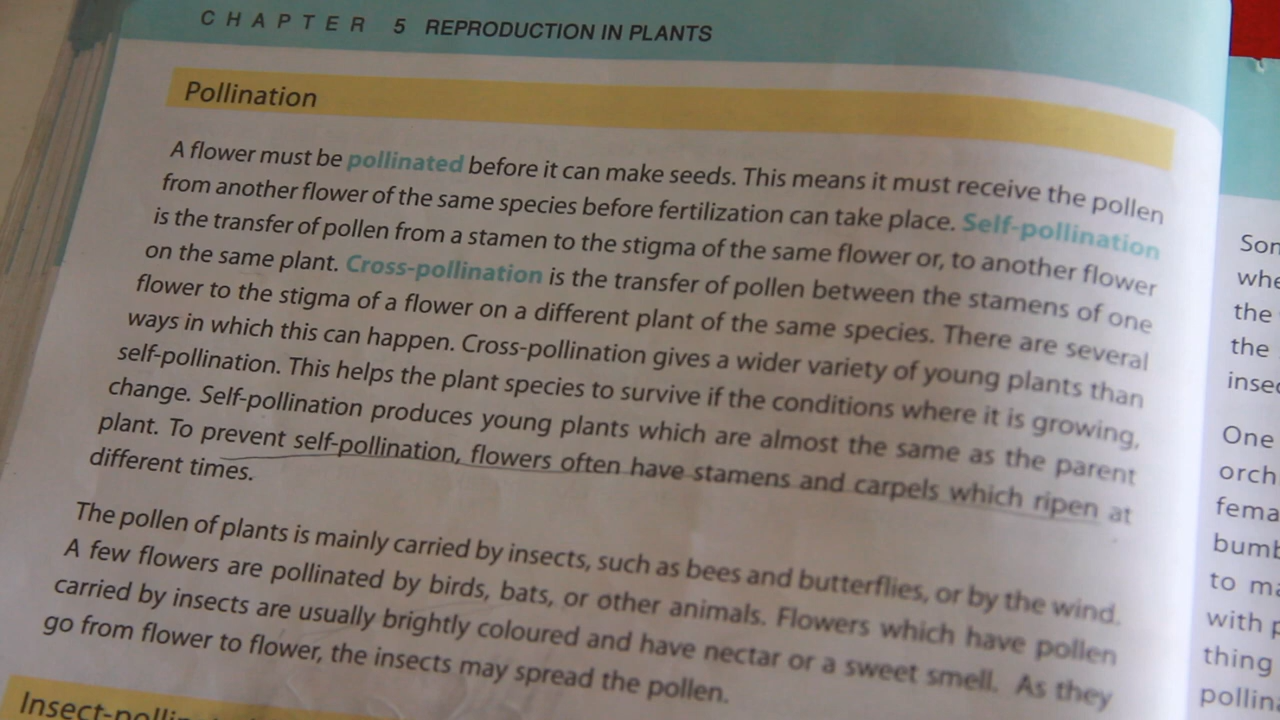 CHAPTER 5 REPRODUCTION IN PLANTS
Pollination
A flower must be pollinated before it can make seeds. This means it must receive the pollen
from another flower of the same species before fertilization can take place. Self-pollination
is the transfer of pollen from a stamen to the stigma of the same flower or, to another flower
on the same plant. Cross-pollination is the transfer of pollen between the stamens of one
flower to the stigma of a flower on a different plant of the same species. There are several
ways in which this can happen. Cross-pollination gives a wider variety of young plants than
self-pollination. This helps the plant species to survive if the conditions where it is growing,
change. Self-pollination produces young plants which are almost the same as the parent
plant. To prevent self-pollination, flowers often have stamens and carpels which ripen at
different times.
The pollen of plants is mainly carried by insects, such as bees and butterflies, or by the wind.
A few flowers are pollinated by birds, bats, or other animals. Flowers which have pollen
carried by insects are usually brightly coloured and have nectar or a sweet smell. As they
go from flower to flower, the insects may spread the pollen.
the
the
One
to
with
thing